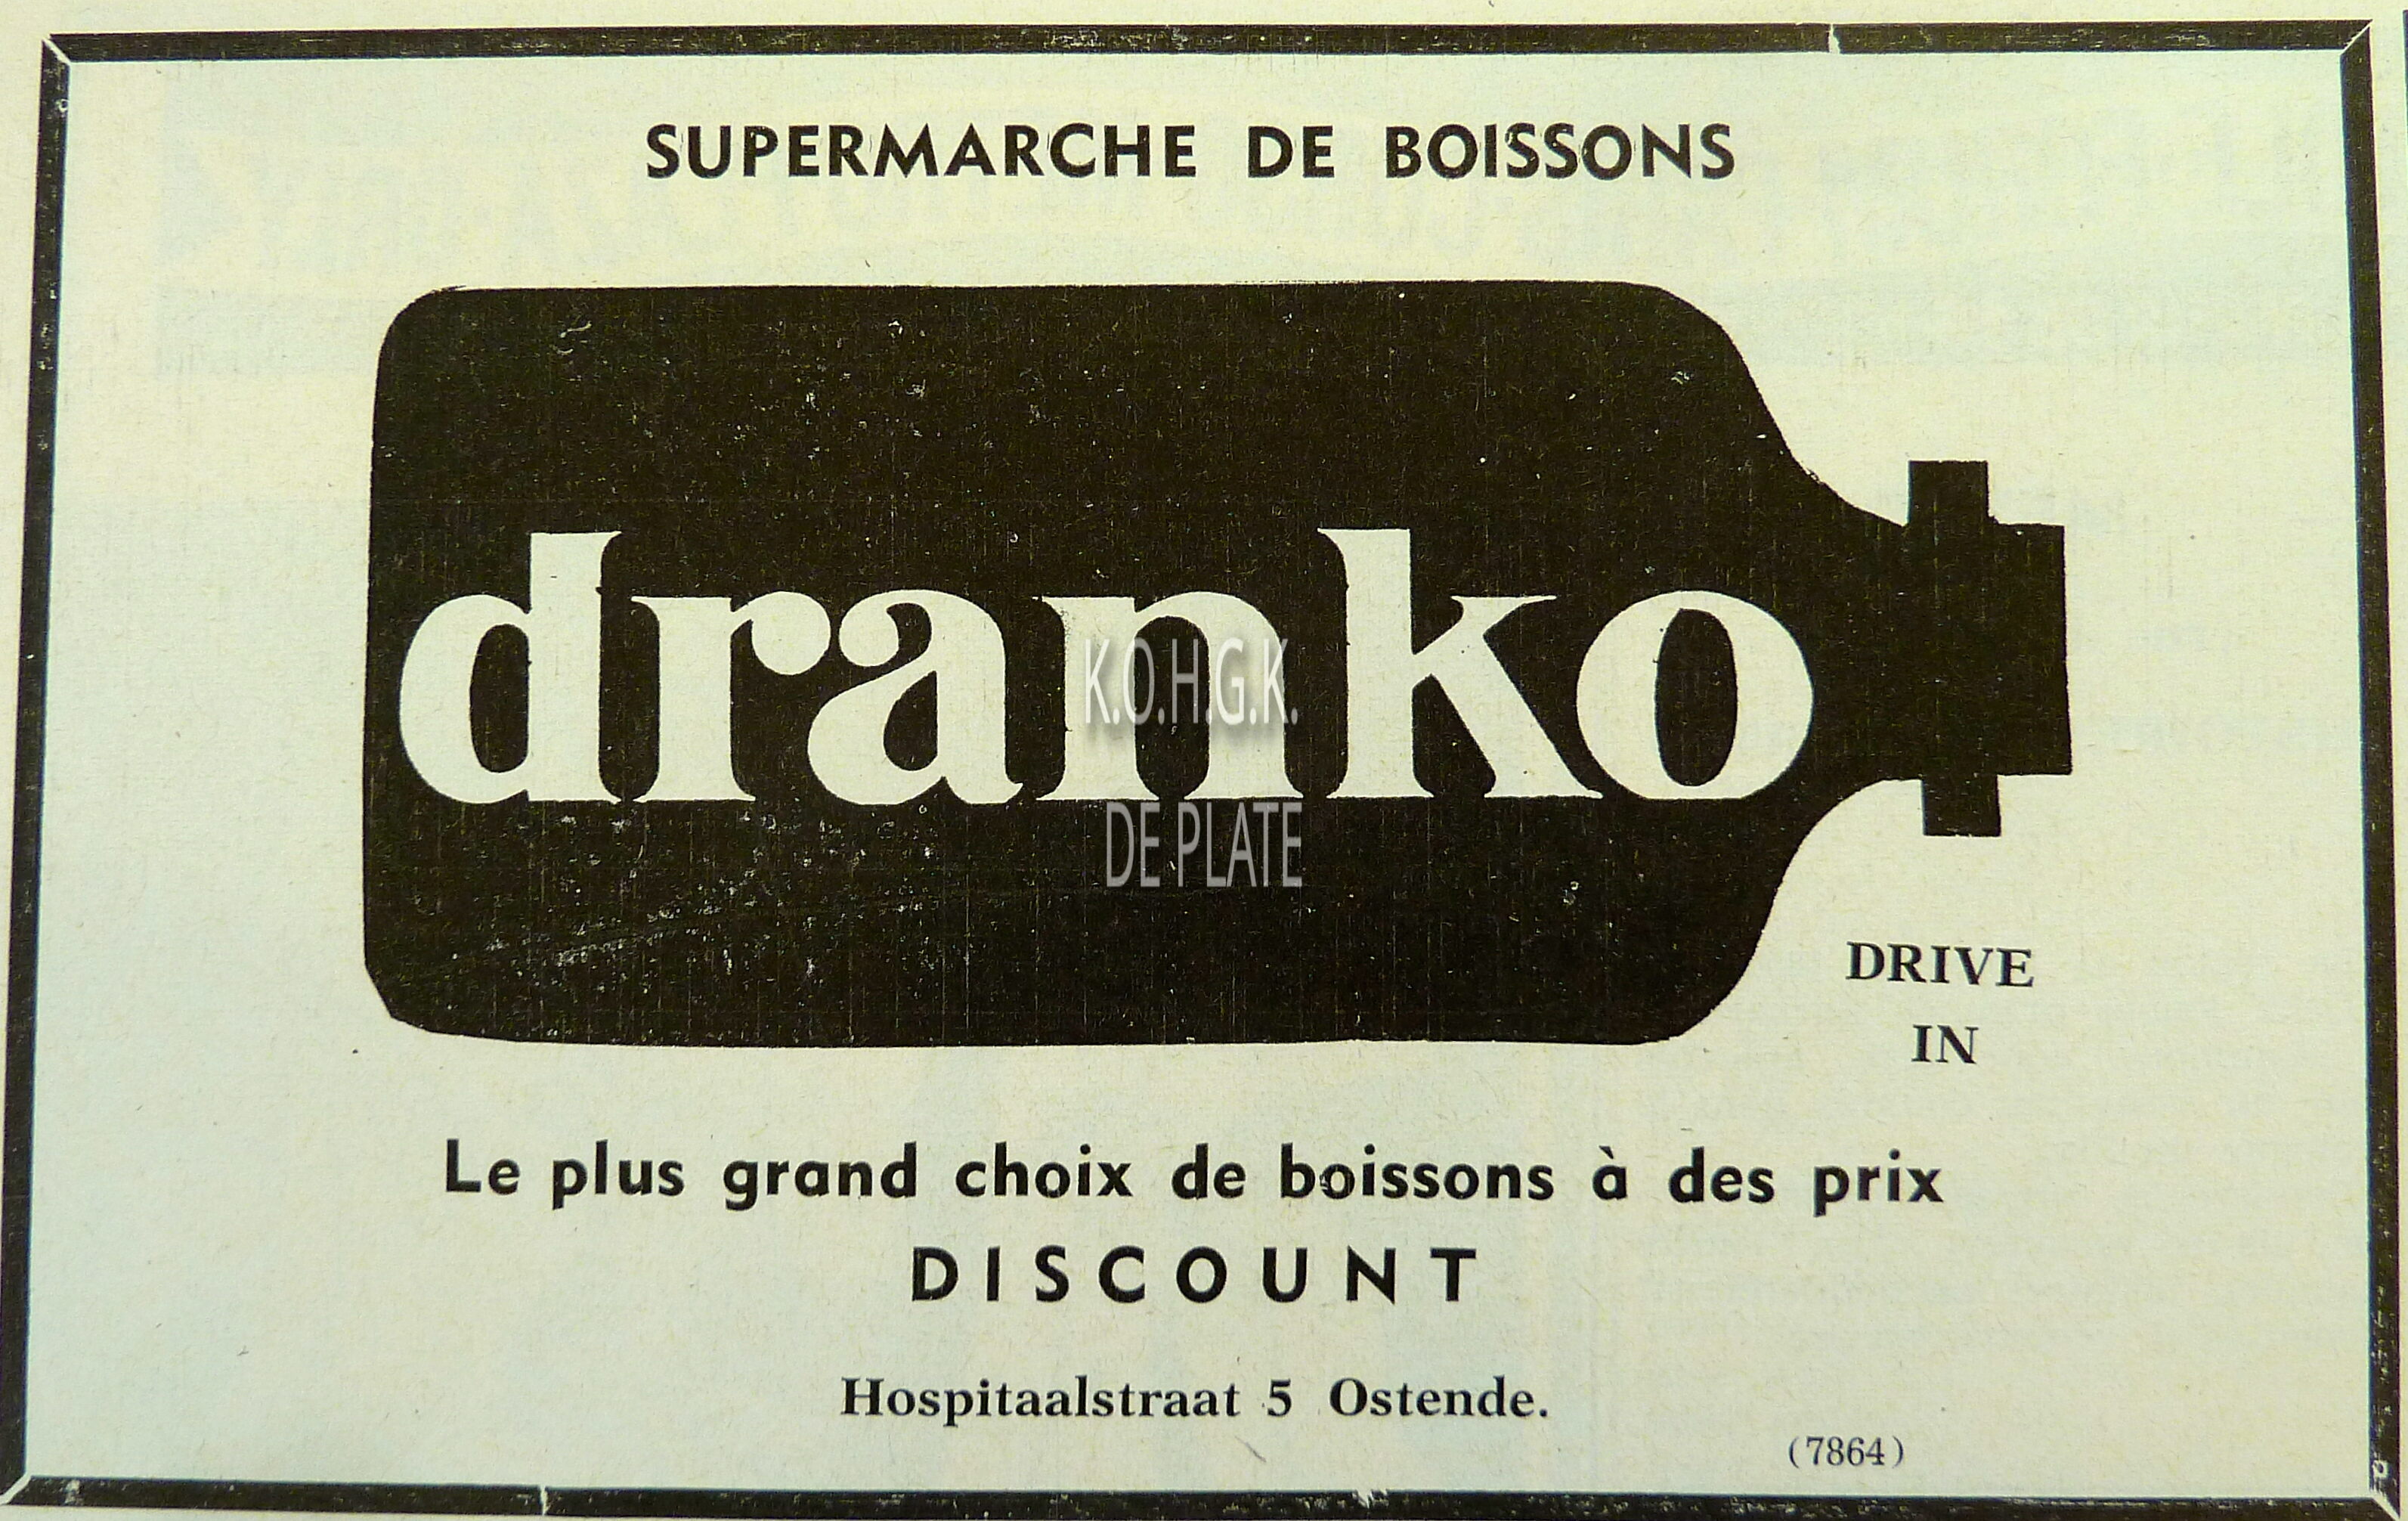 SUPERMARCHE DE BOISSONS
dranko
K.O.H.G.K.
DE PLATE
DRIVE
IN
Le plus grand choix de boissons à des prix
DISCOUNT
Hospitaalstraat 5 Ostende.
(7864)